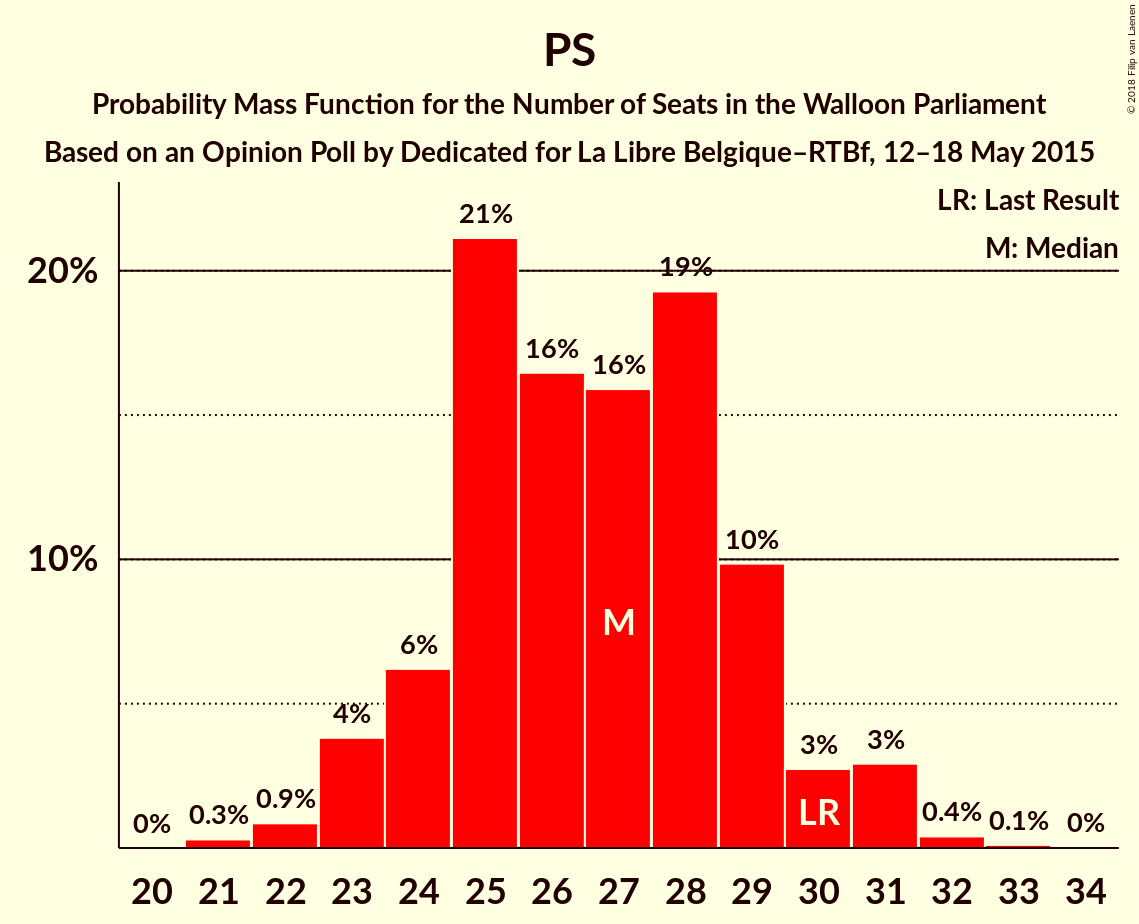 PS
Probability Mass Function for the Number of Seats in the Walloon Parliament
Based on an Opinion Poll by Dedicated for La Libre Belgique–RTBf, 12–18 May 2015
© 2018 Filip van Laenen
LR: Last Result
M: Median
20%
10%
0%
0.3%
0.9%
4%
6%
21%
16%
16%
19%
10%
3%
3%
0.4%
0.1%
0%
M
LR
20 21 22 23 24 25 26 27 28 29 30 31 32 33 34